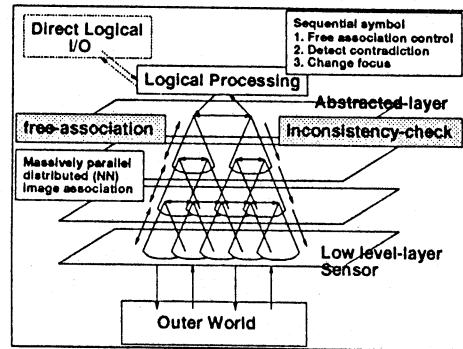 Direct Logical
I/O
Sequential symbol
1. Free association control
2. Detect contradiction
3. Change focus
Logical Processing
Abstracted-layer
free-association
inconsistency-check
Massively parallel
distributed (NN)
image association
Low level-layer
Sensor
Outer World